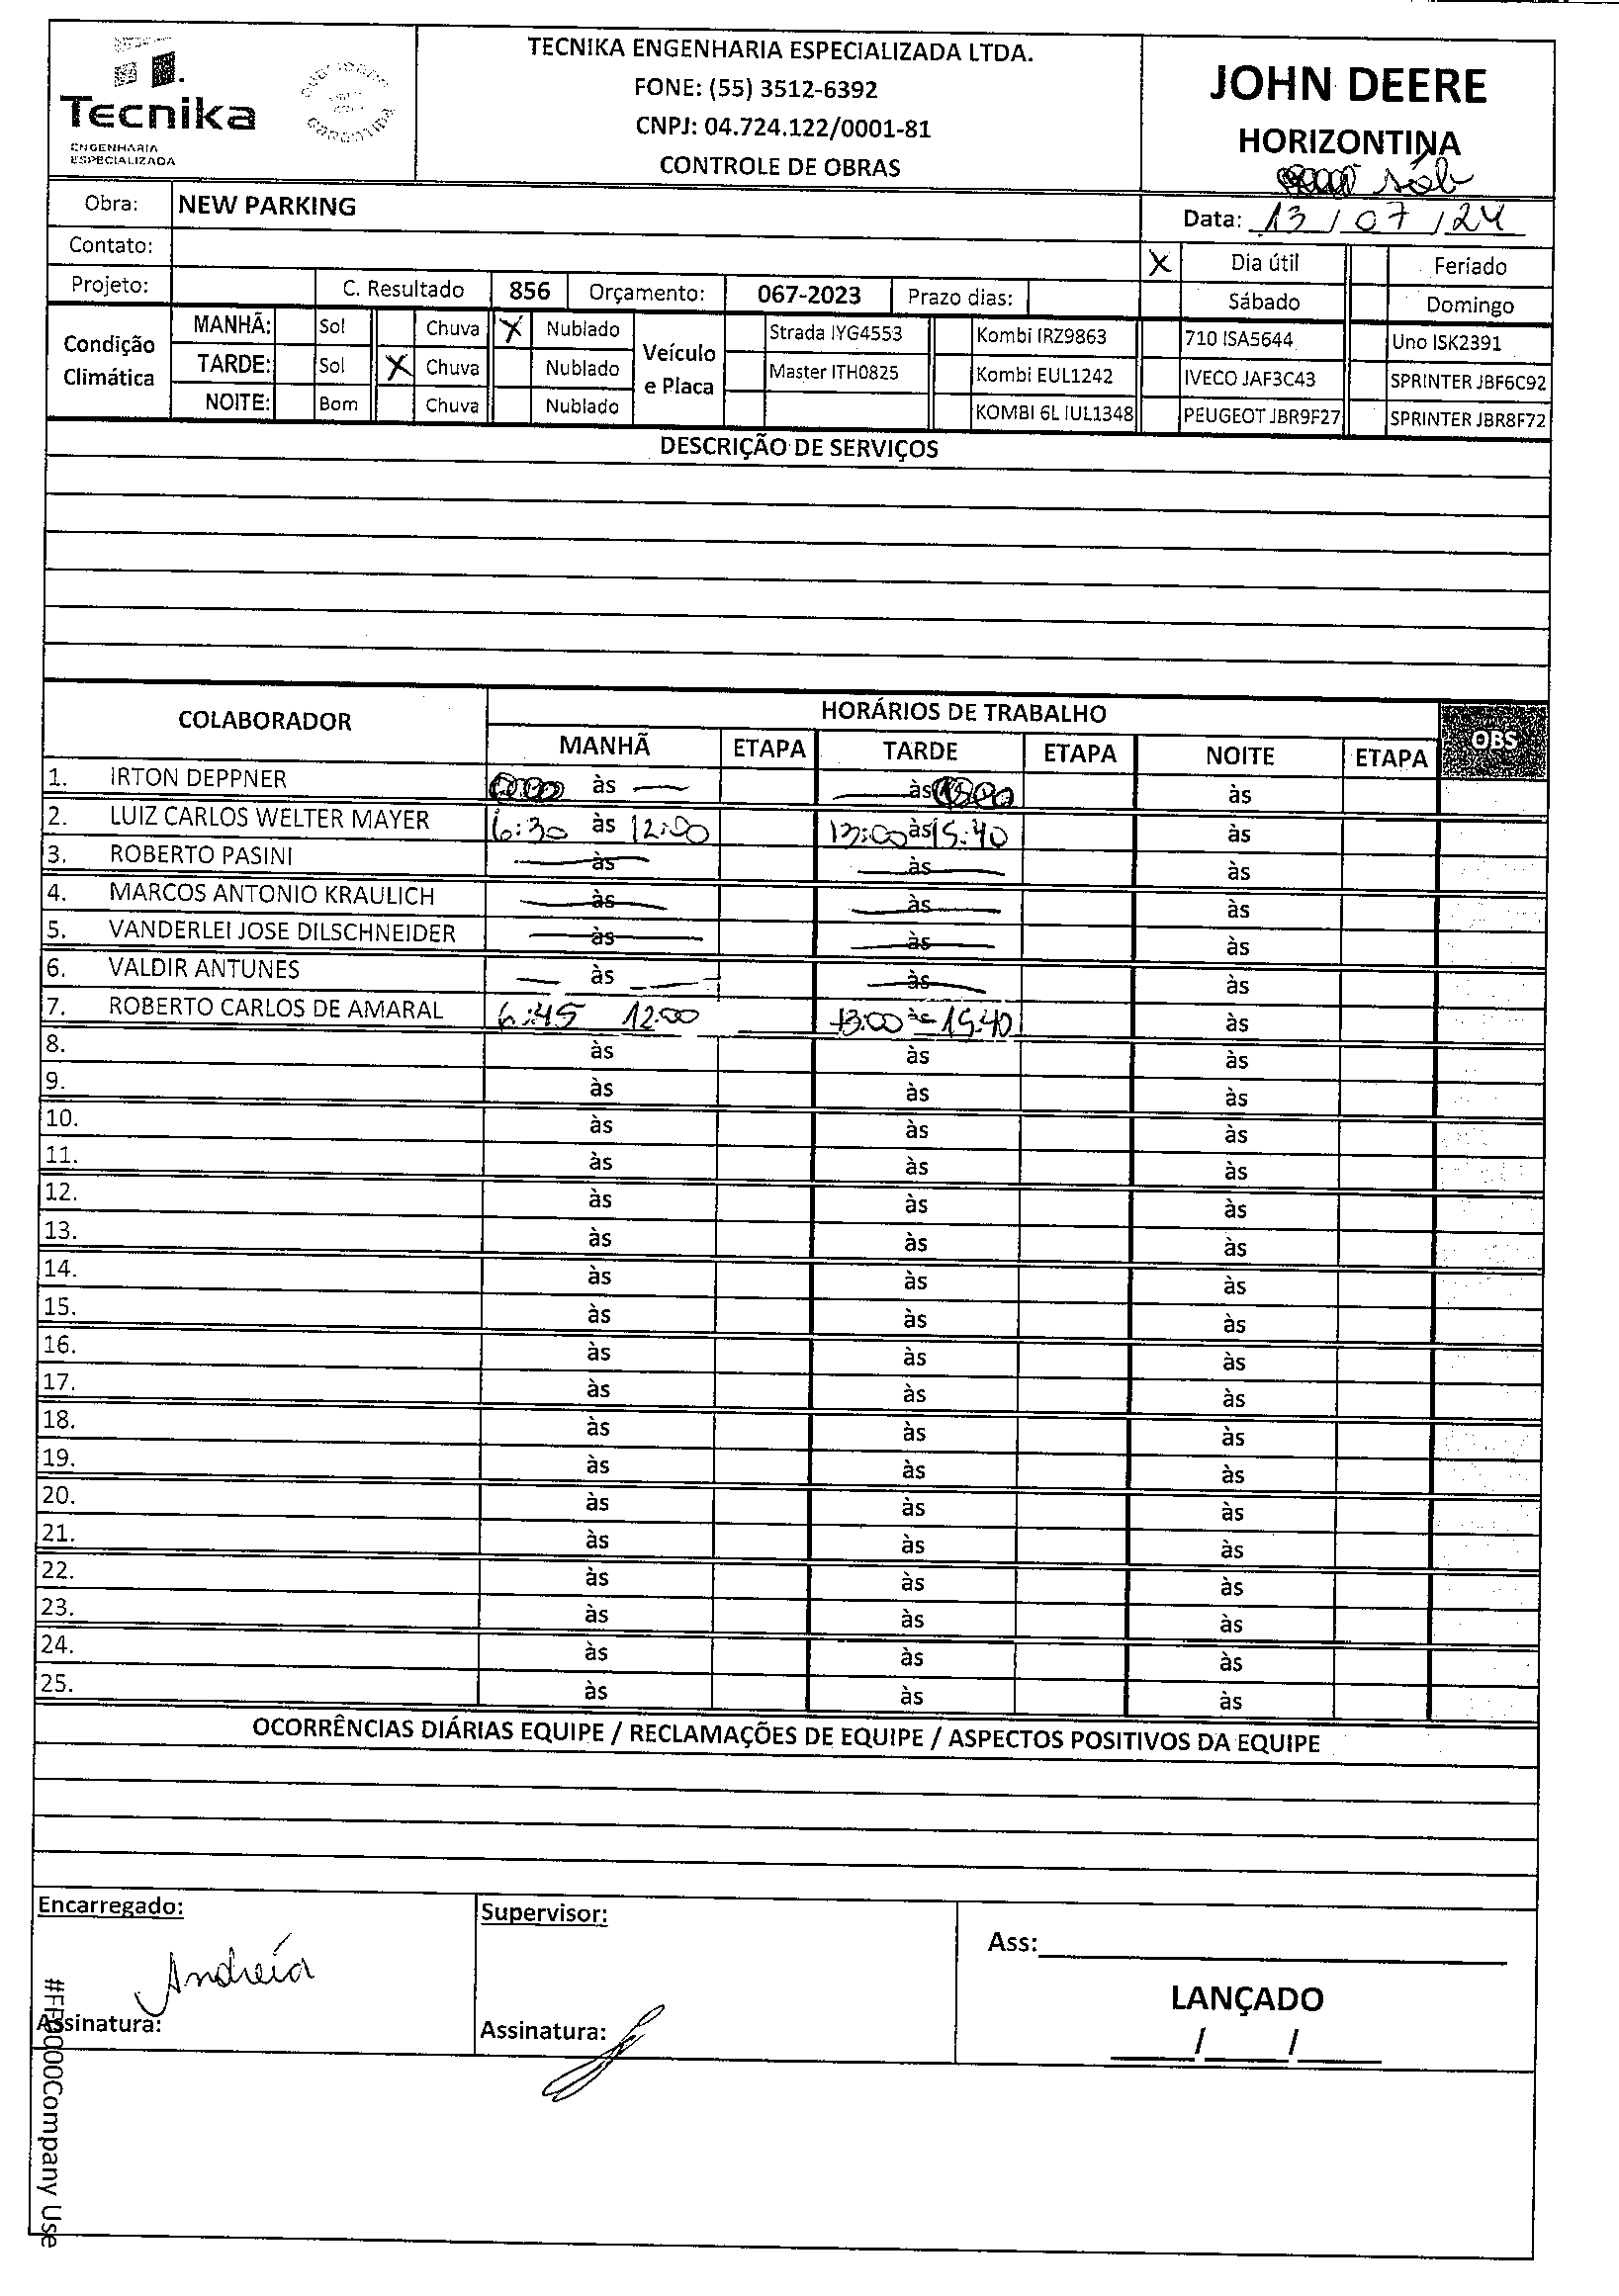 Tecnika
ENGENHARIA
ESPECIALIZADA
TECNIKA ENGENHARIA ESPECIALIZADA LTDA.
FONE: (55) 3512-6392
CNPJ: 04.724.122/0001-81
CONTROLE DE OBRAS
JOHN DEERE
HORIZONTINA
sáb
Obra: NEW PARKING
Data: 13/07/24
Contato:
X Dia útil Feriado
Projeto: C. Resultado 856 Orçamento: 067-2023 Prazo dias:
Sábado Domingo
Condição Climática
MANHÃ: Sol Chuva X Nublado
TARDE: Sol X Chuva Nublado
NOITE: Bom Chuva Nublado
Veículo e Placa
Strada IYG4553 Kombi IRZ9863 710 ISA5644 Uno ISK2391
Master ITH0825 Kombi EUL1242 IVECO JAF3C43 SPRINTER JBF6C92
KOMBI 6L IUL1348 PEUGEOT JBR9F27 SPRINTER JBR8F72
DESCRIÇÃO DE SERVIÇOS
COLABORADOR HORÁRIOS DE TRABALHO OBS
MANHÃ ETAPA TARDE ETAPA NOITE ETAPA
1. IRTON DEPPNER às — — às às
2. LUIZ CARLOS WELTER MAYER 6:30 às 12:00 13:00 às 15:40 às
3. ROBERTO PASINI às às às
4. MARCOS ANTONIO KRAULICH às às às
5. VANDERLEI JOSE DILSCHNEIDER às às às
6. VALDIR ANTUNES — às — às às
7. ROBERTO CARLOS DE AMARAL 6:45 12:00 13:00 às 15:40 às
8. às às às
9. às às às
10. às às às
11. às às às
12. às às às
13. às às às
14. às às às
15. às às às
16. às às às
17. às às às
18. às às às
19. às às às
20. às às às
21. às às às
22. às às às
23. às às às
24. às às às
25. às às às
OCORRÊNCIAS DIÁRIAS EQUIPE / RECLAMAÇÕES DE EQUIPE / ASPECTOS POSITIVOS DA EQUIPE
Encarregado:
Andreía
Assinatura:
Supervisor:
Assinatura:
Ass:
LANÇADO
/ /
#FF0000Company Use